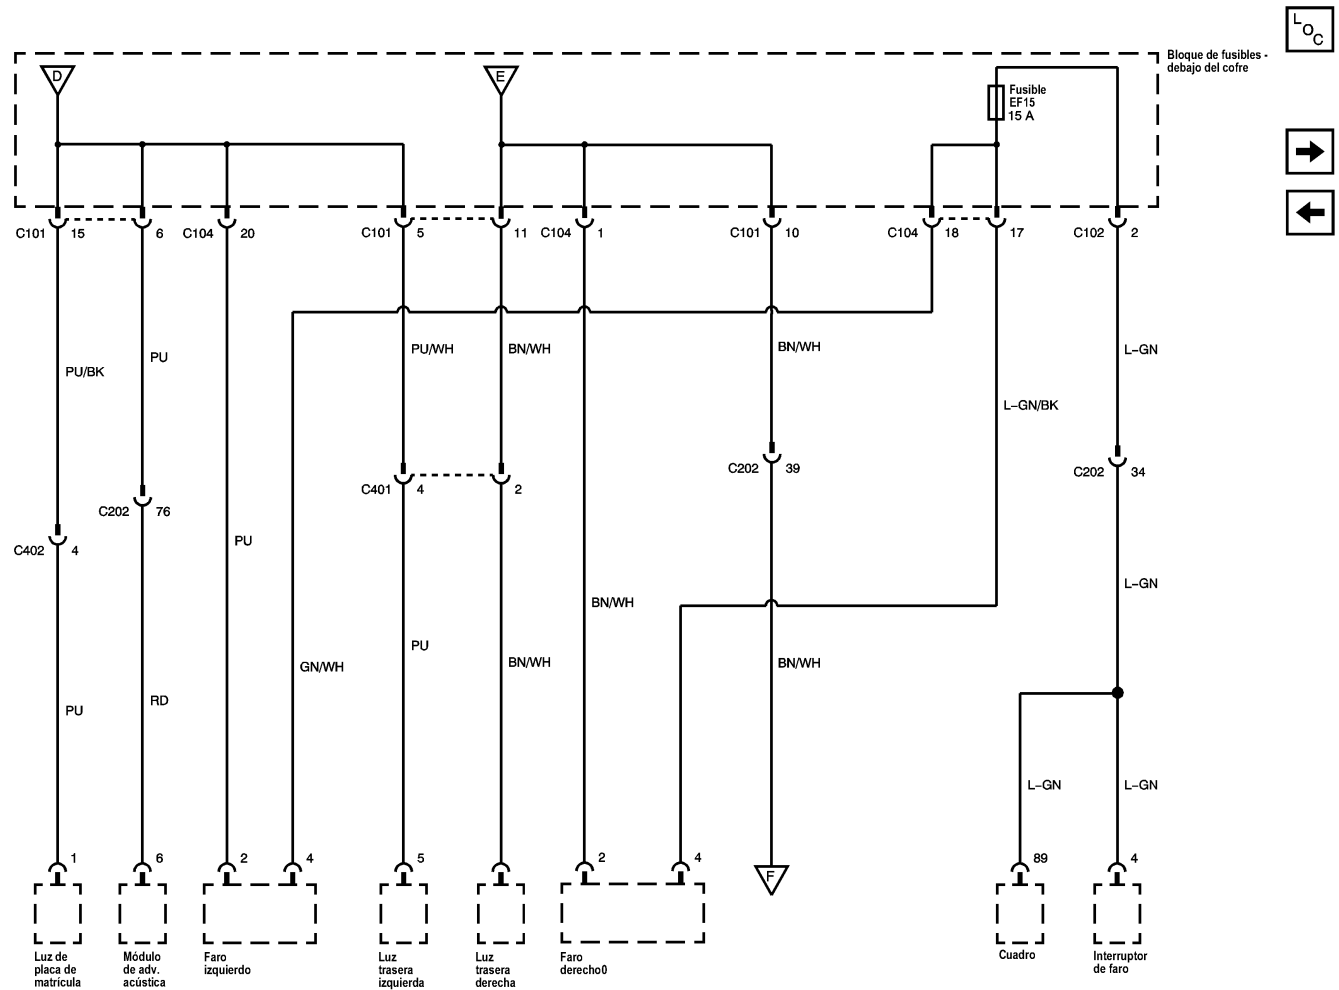 L
O
C
Bloque de fusibles -
debajo del cofre
D
E
Fusible
EF15
15 A
C101 15
6
C104 20
C101 5
11
C104 1
C101 10
C104 18
17
C102 2
PU/BK
PU
PU/WH
BN/WH
BN/WH
L-GN
L-GN/BK
C202 39
C202 34
C401 4
2
C202 76
C402 4
PU
L-GN
BN/WH
PU
GN/WH
BN/WH
BN/WH
RD
PU
L-GN
L-GN
1
6
2
4
5
2
4
F
89
4
Luz de
placa de
matrícula
Módulo
de adv.
acústica
Faro
izquierdo
Luz
trasera
izquierda
Luz
trasera
derecha
Faro
derecho0
Cuadro
Interruptor
de faro